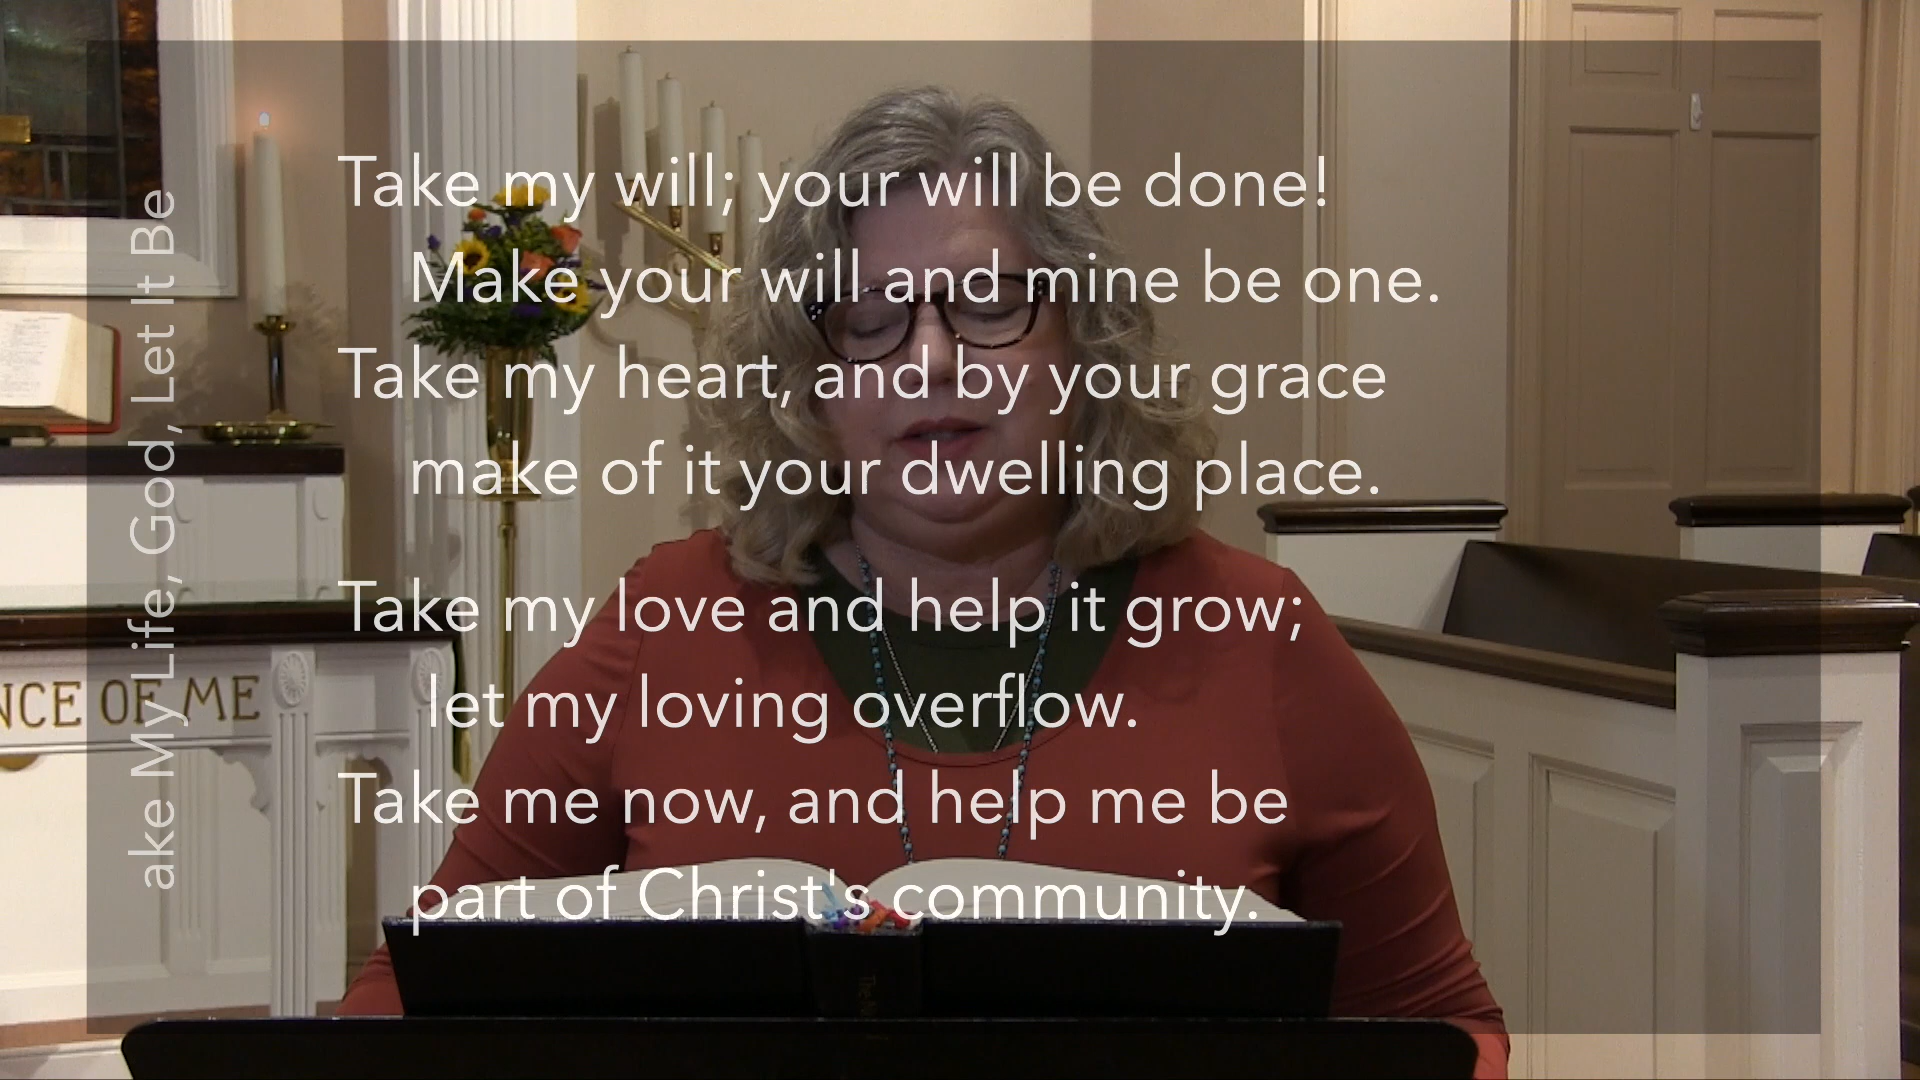 Take my will; your will be done!
Make your will and mine be one.
Take my heart, and by your grace
make of it your dwelling place.
Take my love and help it grow;
let my loving overflow.
Take me now, and help me be
part of Christ's community.
ake My Life, God, Let It Be
NCE OF ME